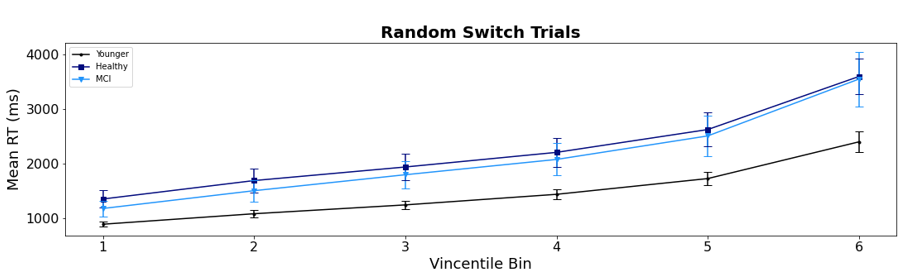 Random Switch Trials
Mean RT (ms)
4000
3000
2000
1000
Younger
Healthy
MCI
1 2 3 4 5 6
Vincentile Bin